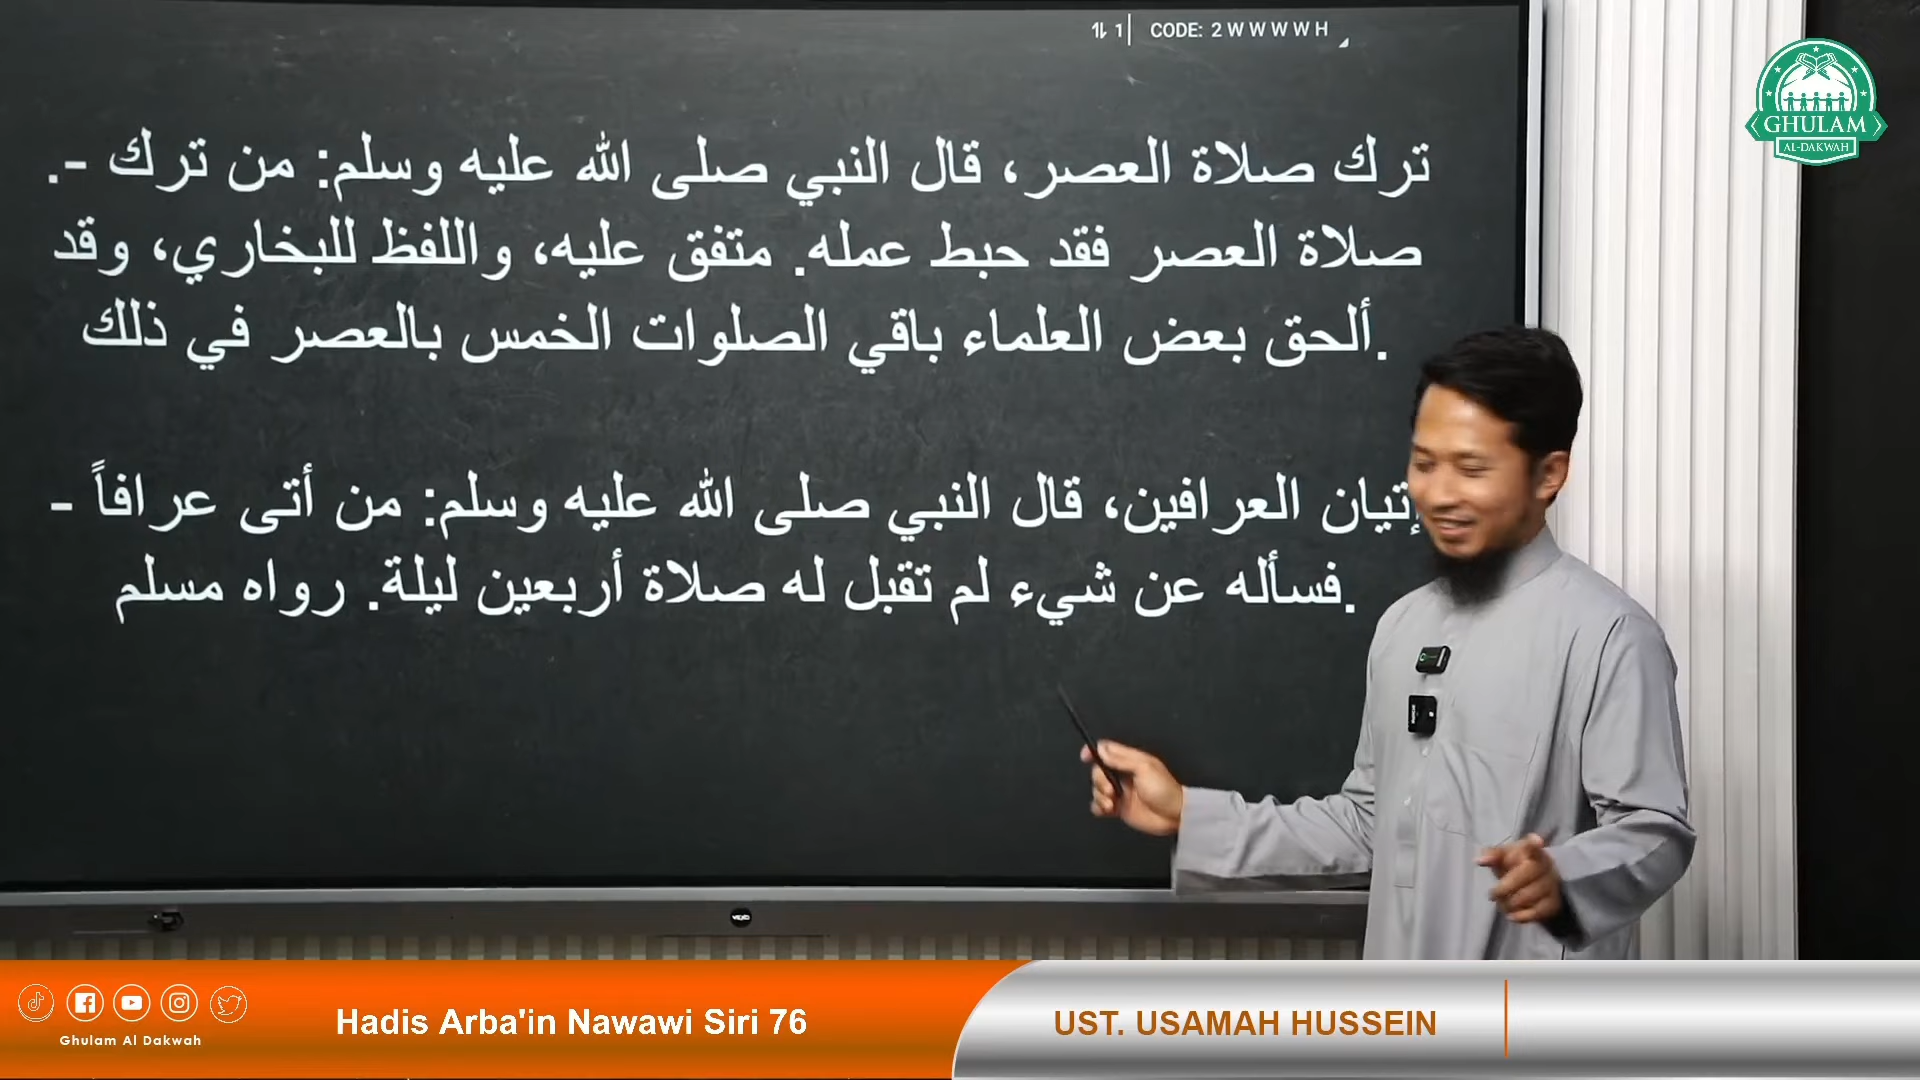 ⇅ 1 CODE: 2 W W W W H
GHULAM
AL-DAKWAH
ترك صلاة العصر، قال النبي صلى الله عليه وسلم: من ترك -.
صلاة العصر فقد حبط عمله. متفق عليه، واللفظ للبخاري، وقد
.ألحق بعض العلماء باقي الصلوات الخمس بالعصر في ذلك
إتيان العرافين، قال النبي صلى الله عليه وسلم: من أتى عرافاً -
.فسأله عن شيء لم تقبل له صلاة أربعين ليلة. رواه مسلم
Ghulam Al Dakwah
Hadis Arba'in Nawawi Siri 76
UST. USAMAH HUSSEIN